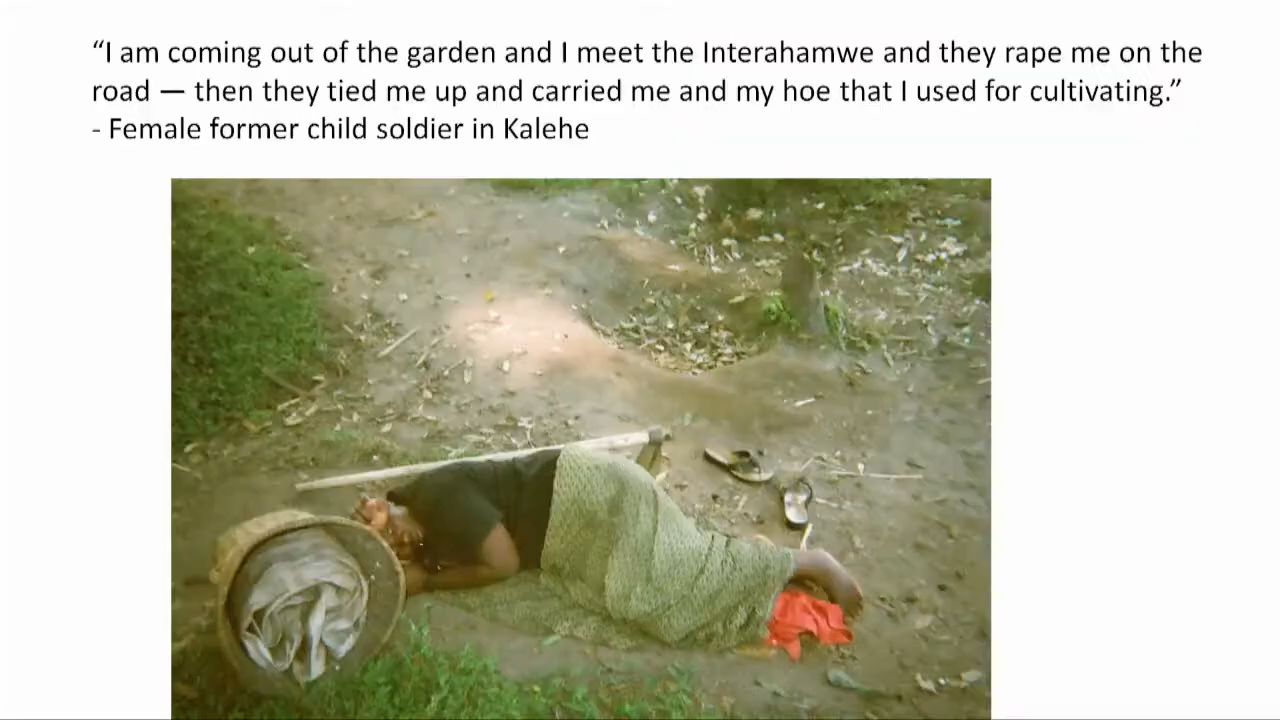 “I am coming out of the garden and I meet the Interahamwe and they rape me on the
road — then they tied me up and carried me and my hoe that I used for cultivating.”
- Female former child soldier in Kalehe